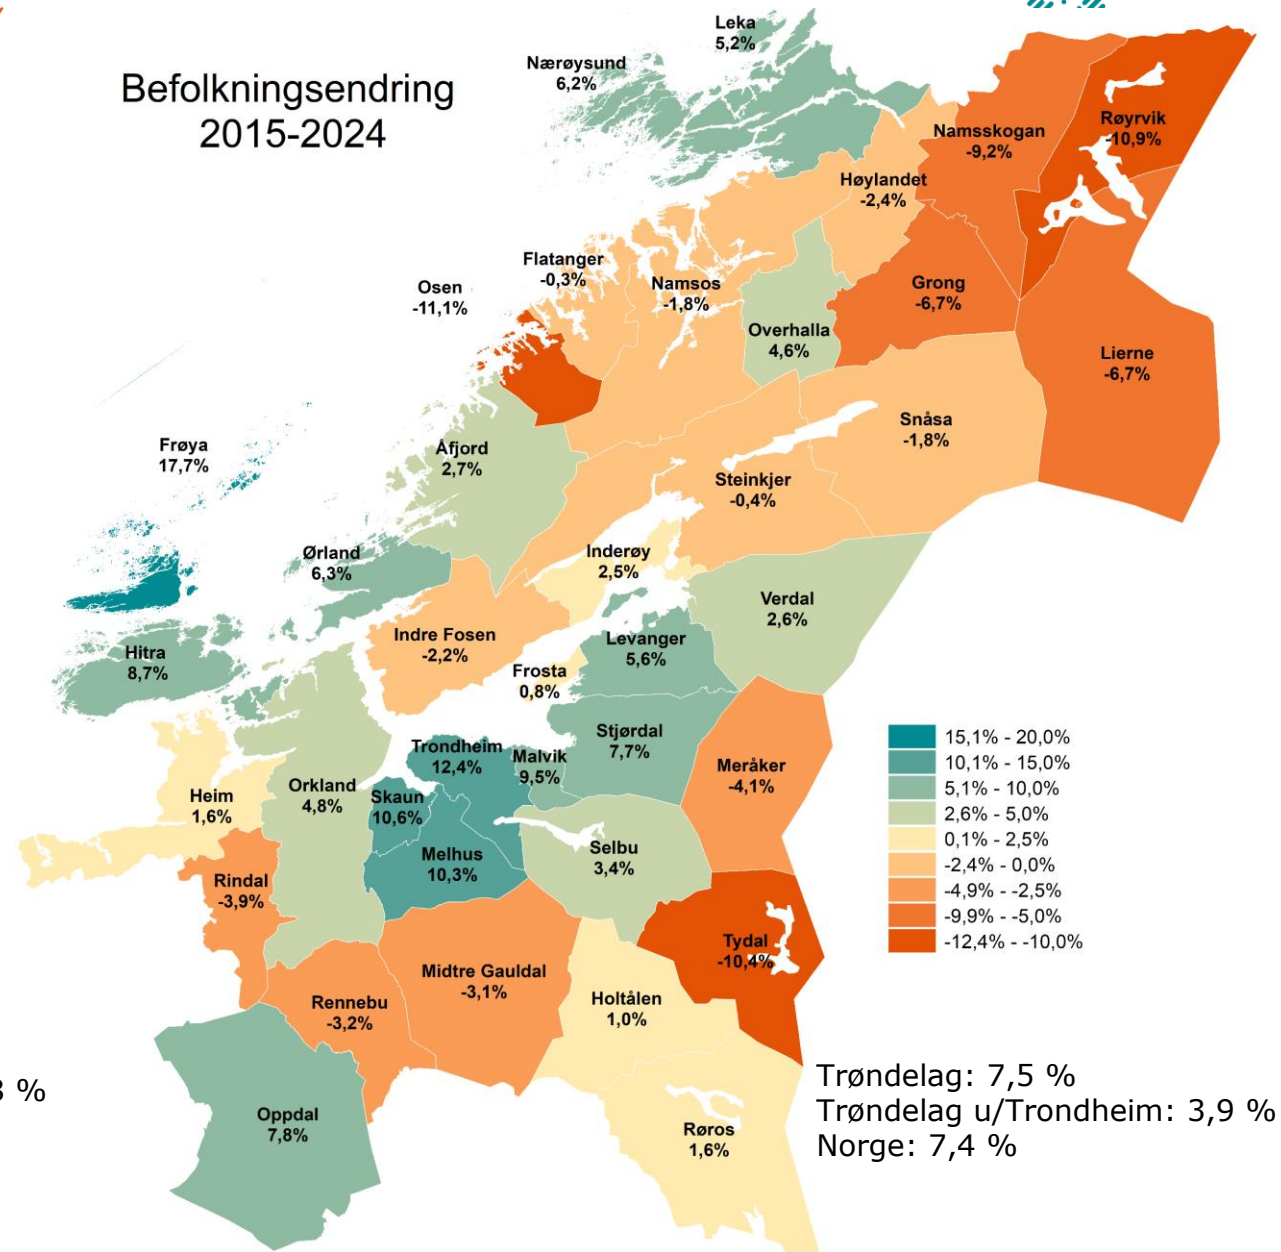 Befolkningsendring
2015-2024
Leka
5,2%
Nærøysund
6,2%
Namsskogan
-9,2%
Røyrvik
-10,9%
Høylandet
-2,4%
Flatanger
-0,3%
Namsos
-1,8%
Osen
-11,1%
Grong
-6,7%
Overhalla
4,6%
Lierne
-6,7%
Snåsa
-1,8%
Frøya
17,7%
Åfjord
2,7%
Steinkjer
-0,4%
Ørland
6,3%
Inderøy
2,5%
Verdal
2,6%
Hitra
8,7%
Indre Fosen
-2,2%
Levanger
5,6%
Frosta
0,8%
Stjørdal
7,7%
Trondheim
12,4%
Malvik
9,5%
Meråker
-4,1%
Orkland
4,8%
Skaun
10,6%
Heim
1,6%
Melhus
10,3%
Selbu
3,4%
Rindal
-3,9%
Tydal
-10,4%
Midtre Gauldal
-3,1%
Rennebu
-3,2%
Holtålen
1,0%
Oppdal
7,8%
Røros
1,6%
15,1% - 20,0%
10,1% - 15,0%
5,1% - 10,0%
2,6% - 5,0%
0,1% - 2,5%
-2,4% - 0,0%
-4,9% - -2,5%
-9,9% - -5,0%
-12,4% - -10,0%
%
Trøndelag: 7,5 %
Trøndelag u/Trondheim: 3,9 %
Norge: 7,4 %